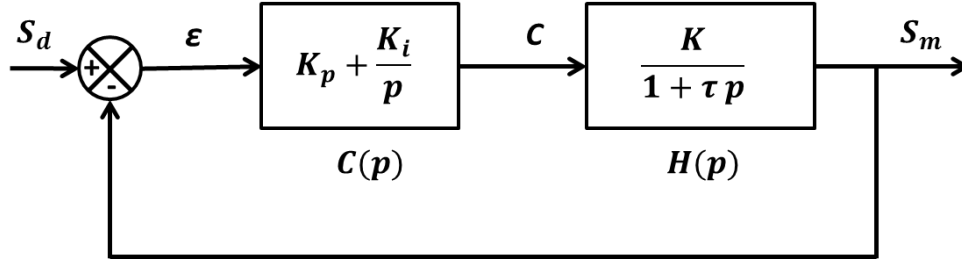 S_d
+
-
ε
K_p + K_i/p
C(p)
C
K/(1 + τ p)
H(p)
S_m